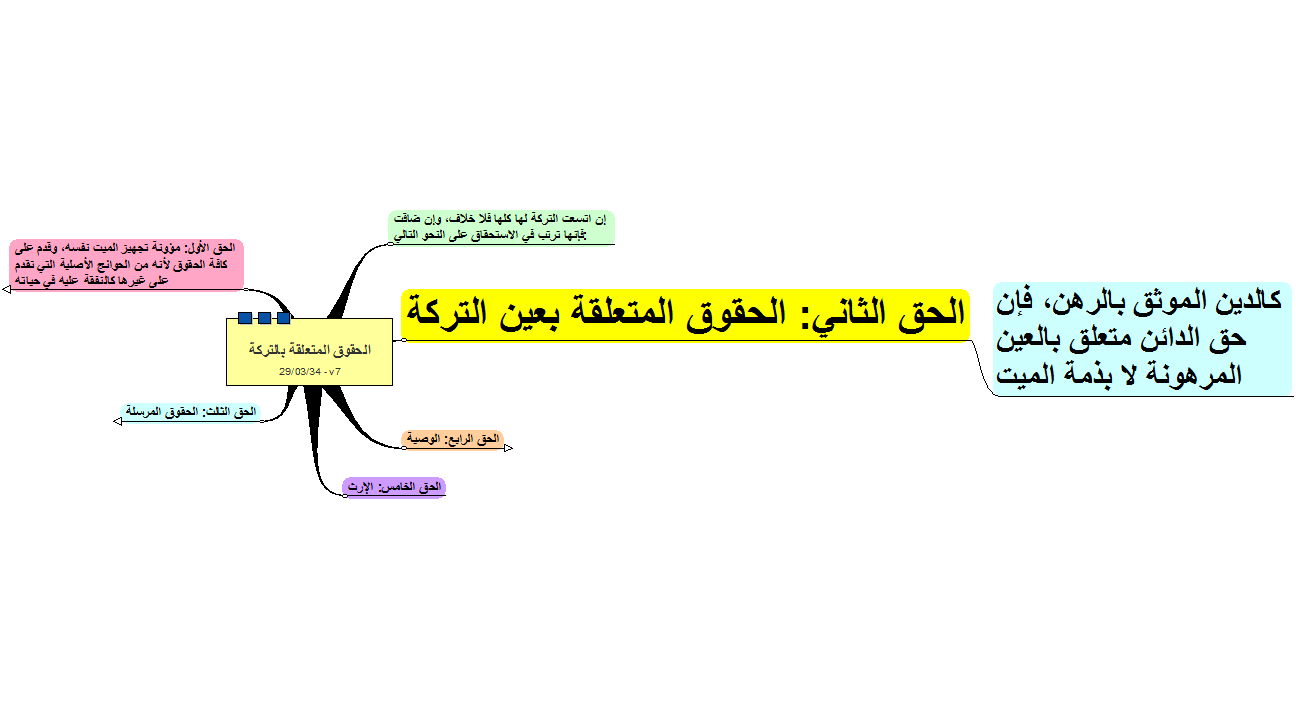 إن اتسعت التركة لها كلها فلا خلاف، وإن ضاقت
فإنها ترتب في الاستحقاق على النحو التالي:
الحق الأول: مؤونة تجهيز الميت نفسه، وقدم على
كافة الحقوق لأنه من الحوائج الأصلية التي تقدم
على غيرها كالنفقة عليه في حياته
الحق الثاني: الحقوق المتعلقة بعين التركة
كالدين الموثق بالرهن، فإن
حق الدائن متعلق بالعين
المرهونة لا بذمة الميت
الحقوق المتعلقة بالتركة
29/03/34 - v7
الحق الثالث: الحقوق المرسلة
الحق الرابع: الوصية
الحق الخامس: الإرث